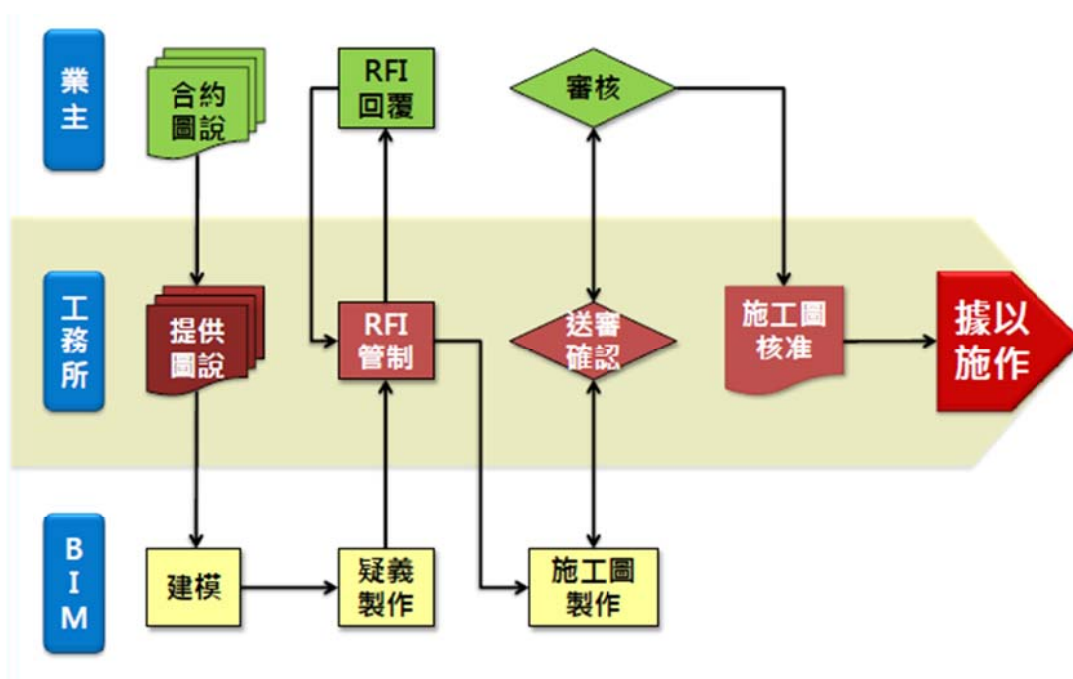 業主
合約
圖說
RFI
回覆
審核
工務所
提供
圖說
RFI
管制
送審
確認
施工圖
核准
據以
施作
BIM
建模
疑義
製作
施工圖
製作